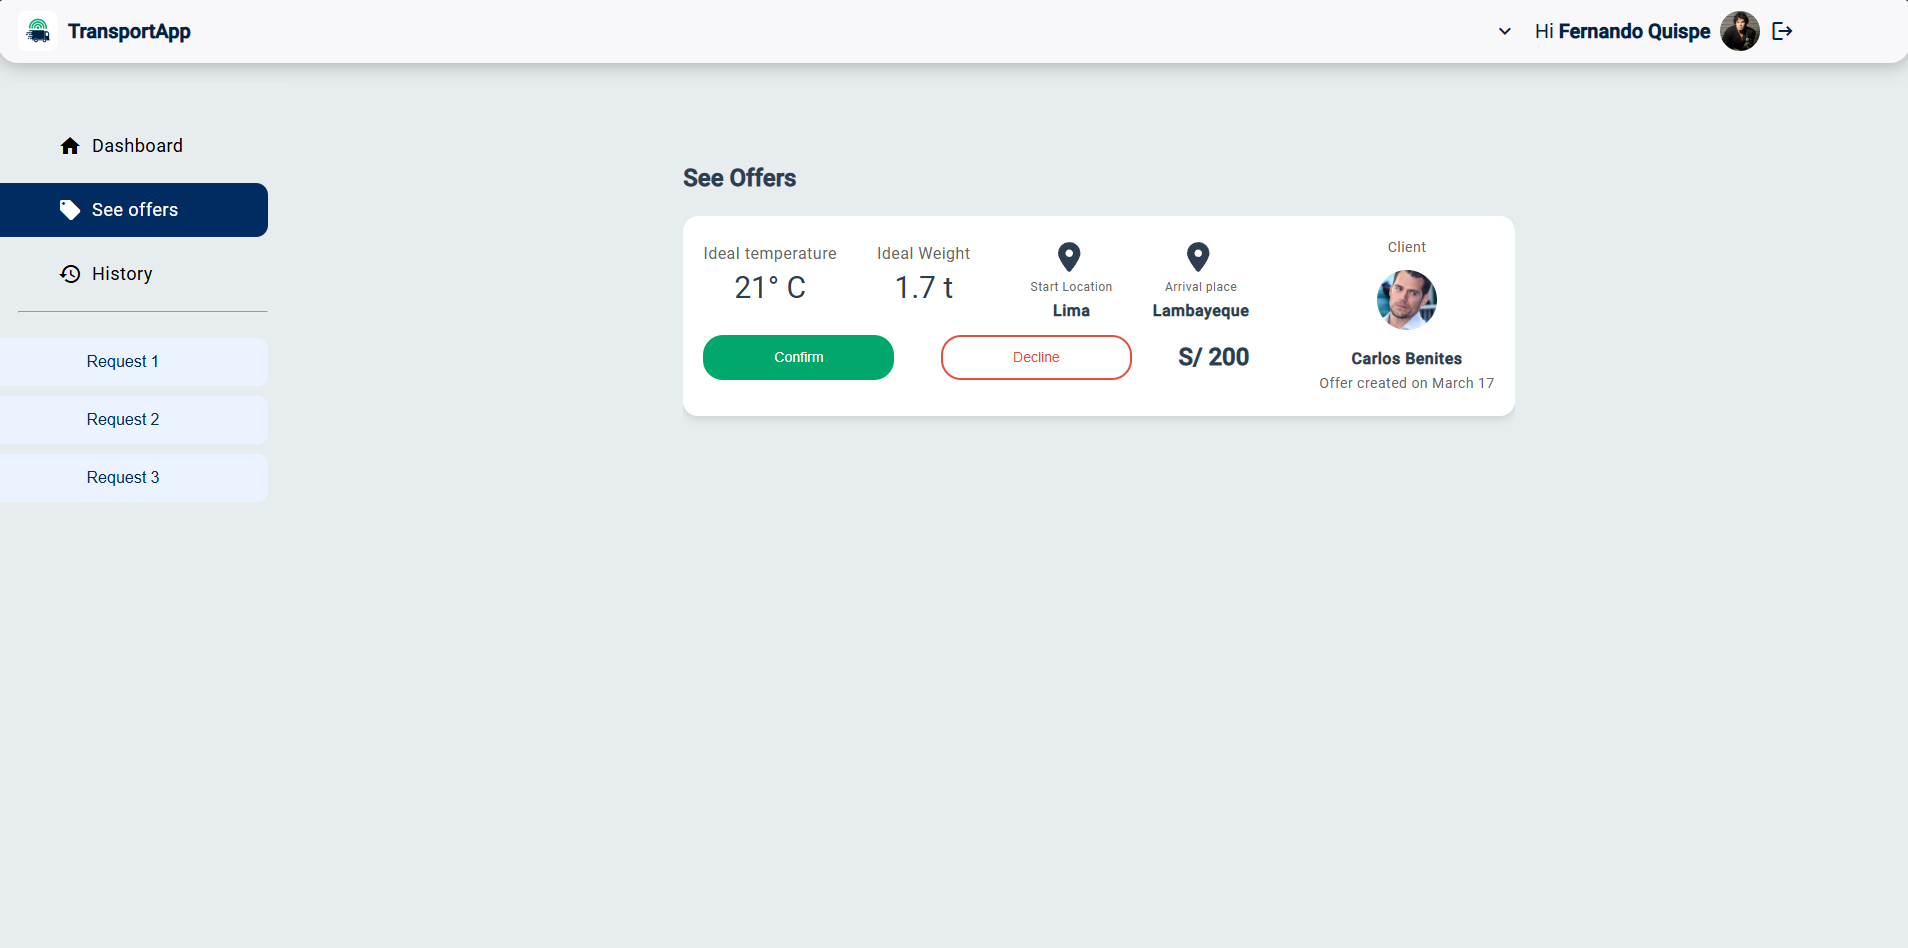 TransportApp
Hi Fernando Quispe
Dashboard
See offers
History
Request 1
Request 2
Request 3
See Offers
Ideal temperature
21° C
Ideal Weight
1.7 t
Start Location
Lima
Arrival place
Lambayeque
Confirm
Decline
S/ 200
Client
Carlos Benites
Offer created on March 17